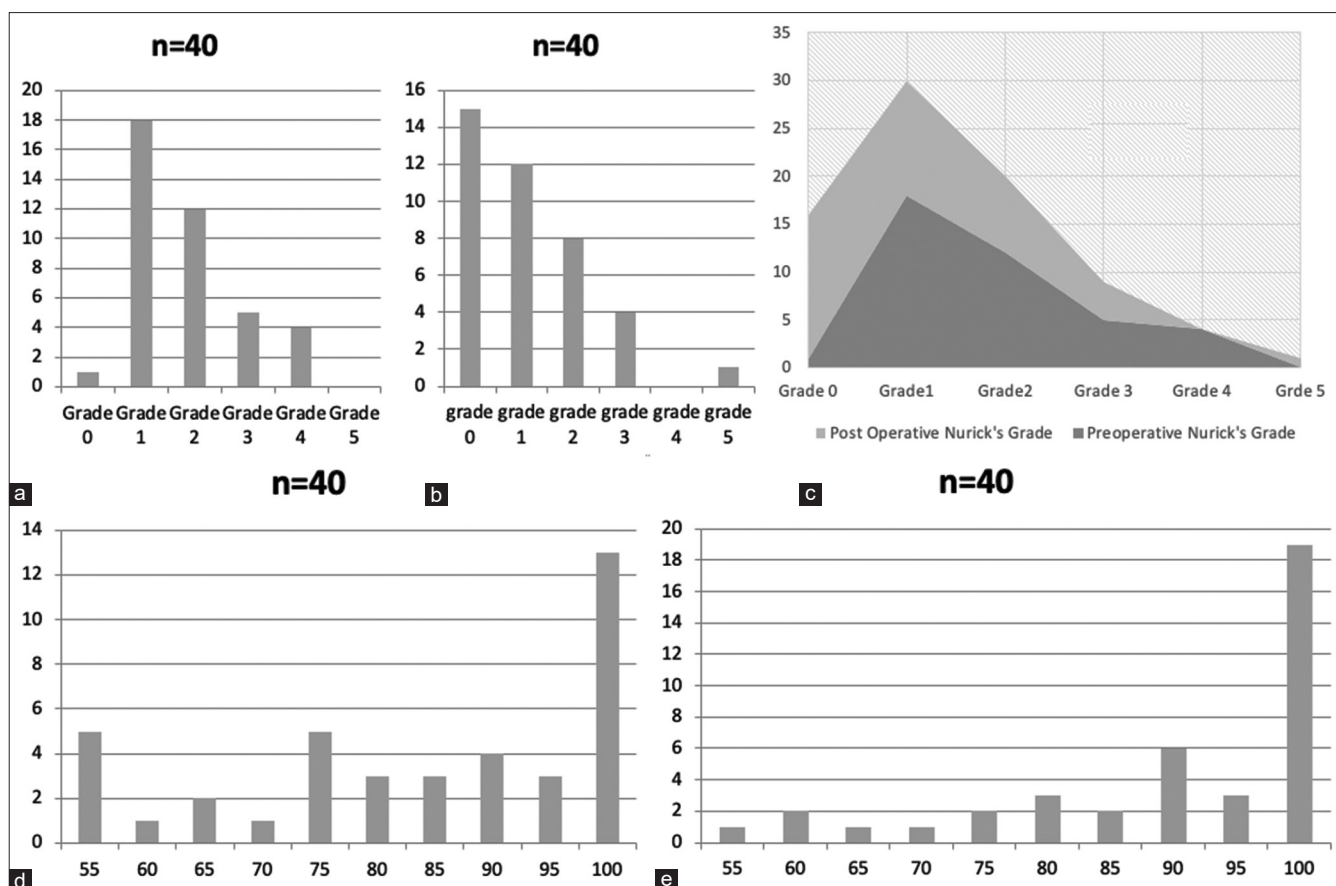 n=40
20
18
16
14
12
10
8
6
4
2
0
Grade Grade Grade Grade Grade Grade
0 1 2 3 4 5
a
n=40
16
14
12
10
8
6
4
2
0
grade grade grade grade grade grade
0 1 2 3 4 5
b
35
30
25
20
15
10
5
0
Grade 0 Grade1 Grade2 Grade 3 Grade 4 Grde 5
Post Operative Nurick's Grade Preoperative Nurick's Grade
c
n=40
14
12
10
8
6
4
2
0
55 60 65 70 75 80 85 90 95 100
d
n=40
20
18
16
14
12
10
8
6
4
2
0
55 60 65 70 75 80 85 90 95 100
e